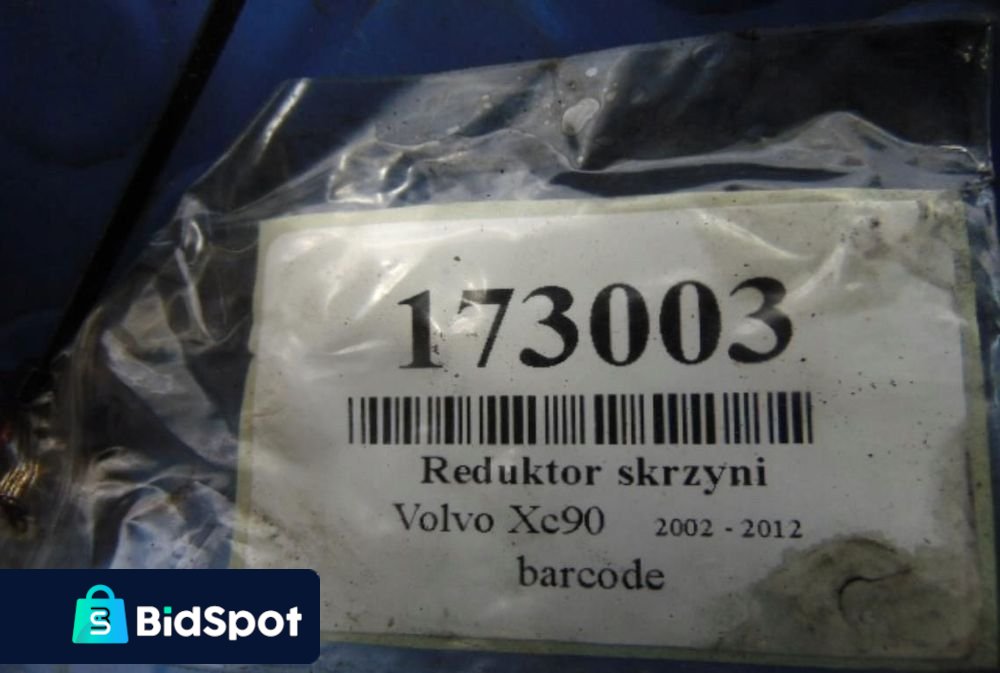 173003
Reduktor skrzyni
Volvo Xc90 2002 - 2012
barcode
BidSpot